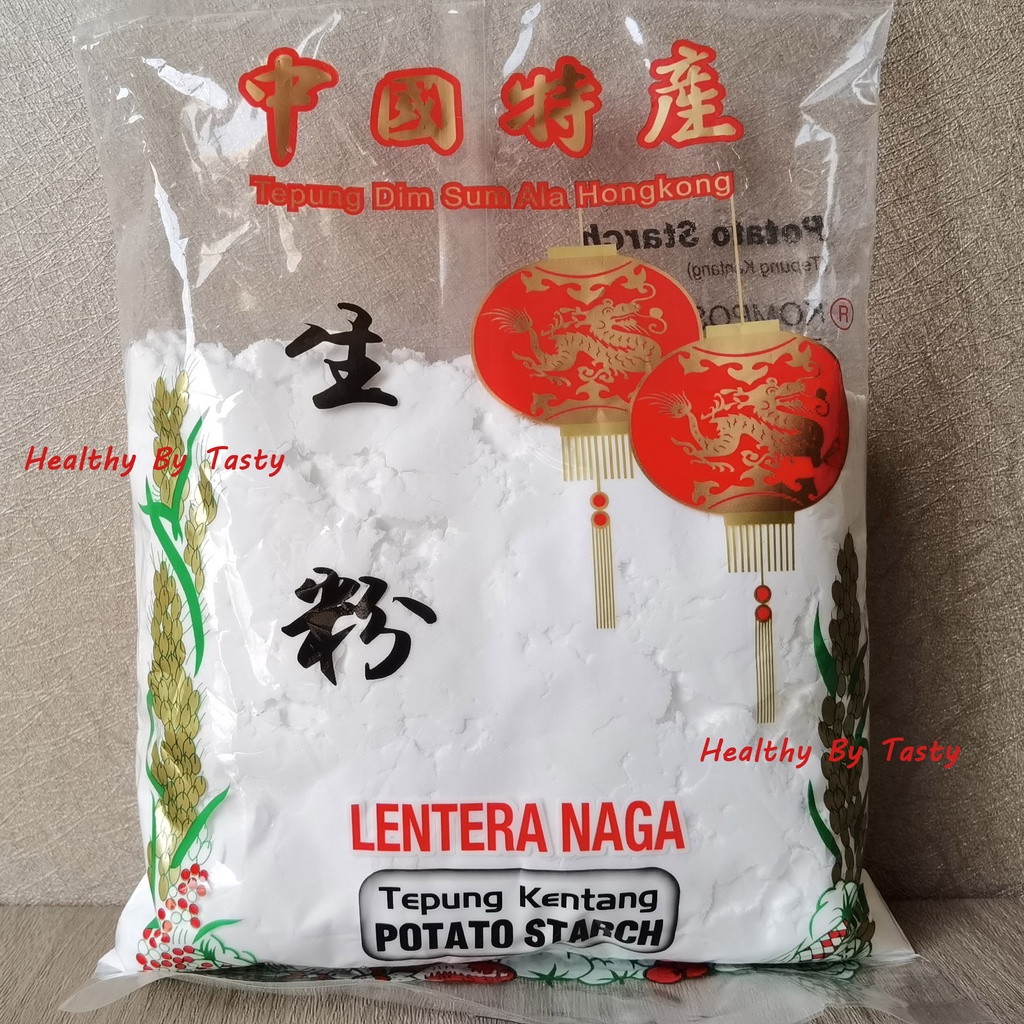 中國特產
Tepung Dim Sum Ala Hongkong
Potato Starch
(Tepung Kentang)
®
生
粉
Healthy By Tasty
Healthy By Tasty
LENTERA NAGA
Tepung Kentang
POTATO STARCH